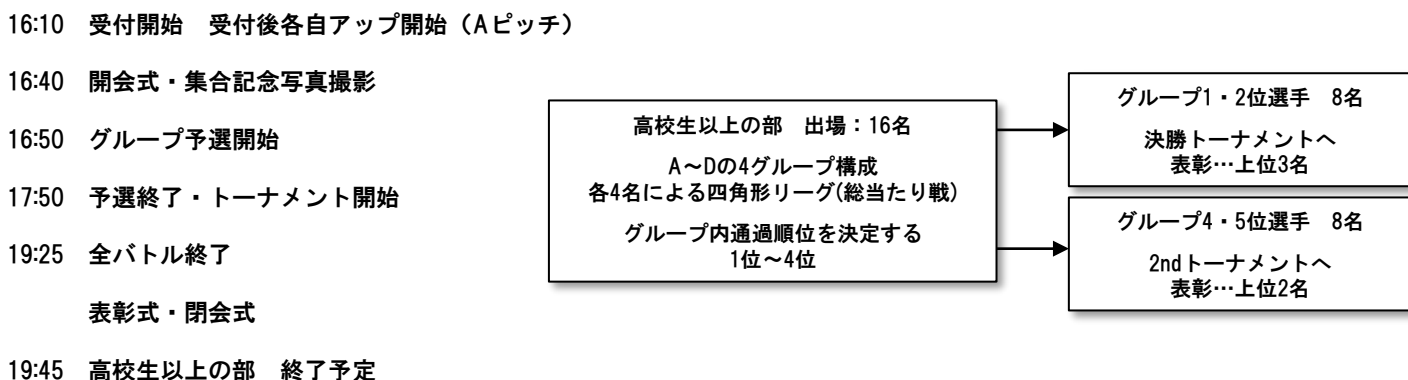 16:10 受付開始 受付後各自アップ開始（Aピッチ）
16:40 開会式・集合記念写真撮影
16:50 グループ予選開始
17:50 予選終了・トーナメント開始
19:25 全バトル終了
表彰式・閉会式
19:45 高校生以上の部 終了予定
高校生以上の部 出場：16名
A～Dの4グループ構成
各4名による四角形リーグ(総当たり戦)
グループ内通過順位を決定する
1位～4位
グループ1・2位選手 8名
決勝トーナメントへ
表彰…上位3名
グループ4・5位選手 8名
2ndトーナメントへ
表彰…上位2名